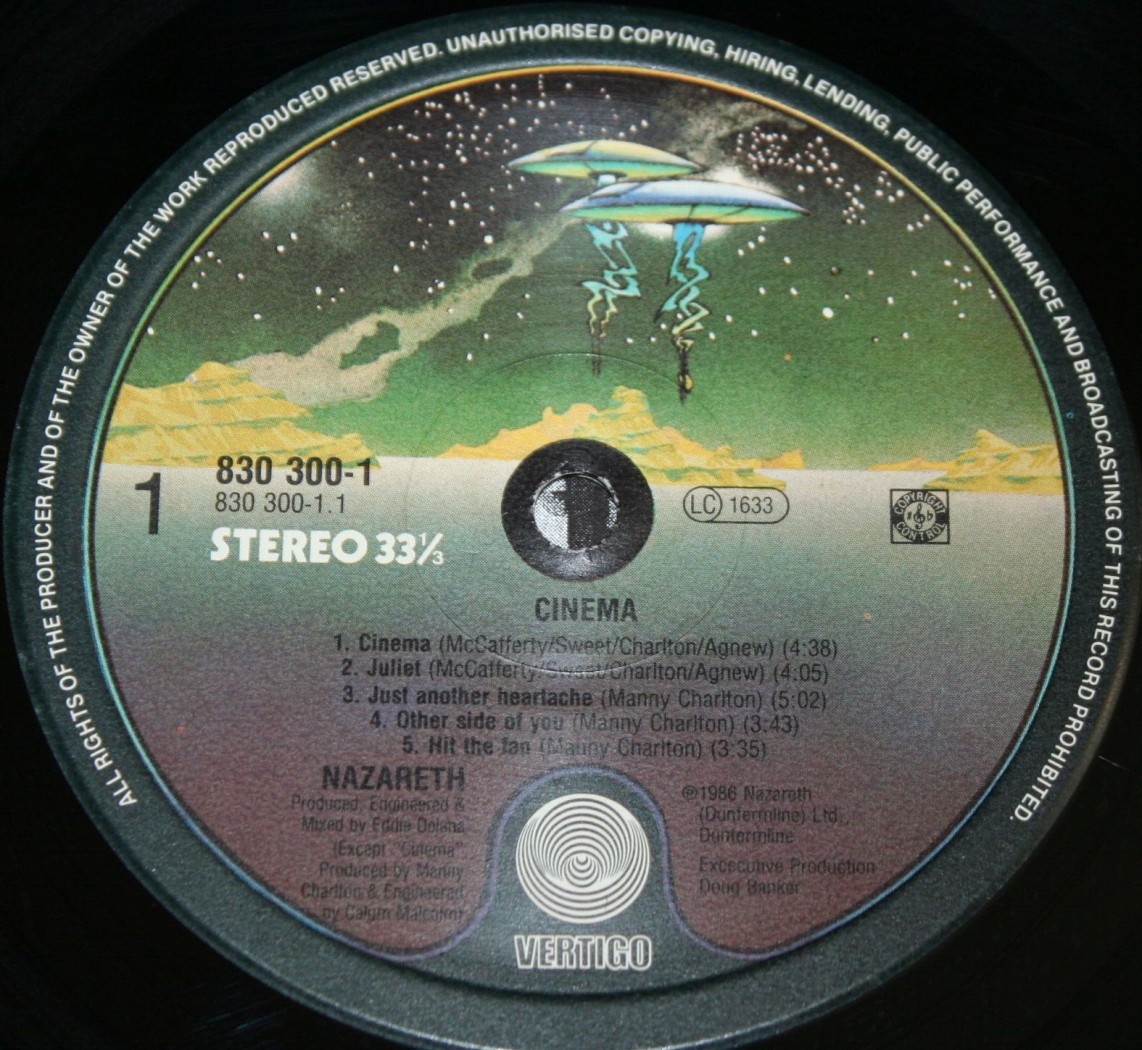 ALL RIGHTS OF THE PRODUCER AND OF THE OWNER OF THE WORK REPRODUCED RESERVED. UNAUTHORISED COPYING, HIRING, LENDING, PUBLIC PERFORMANCE AND BROADCASTING OF THIS RECORD PROHIBITED.
1
830 300-1
830 300-1.1
STEREO 33⅓
LC 1633
COPYRIGHT CONTROL
CINEMA
1. Cinema (McCafferty/Sweet/Charlton/Agnew) (4:38)
2. Juliet (McCafferty/Sweet/Charlton/Agnew) (4:05)
3. Just another heartache (Manny Charlton) (5:02)
4. Other side of you (Manny Charlton) (3:43)
5. Hit the fan (Manny Charlton) (3:35)
NAZARETH
Produced, Engineered &
Mixed by Eddie Delana
(Except "Cinema"
Produced by Manny
Charlton & Engineered
by Calum Malcolm)
℗1986 Nazareth
(Dunfermline) Ltd.,
Dunfermline
Excecutive Production
Doug Banker
VERTIGO